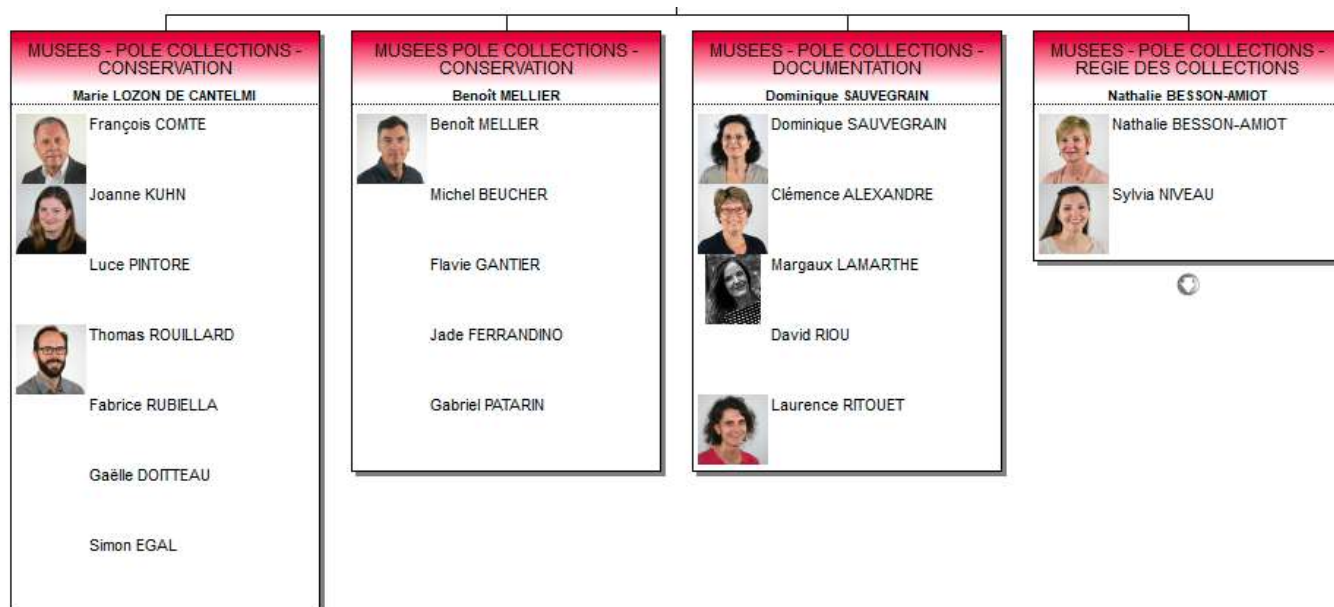 MUSEES - POLE COLLECTIONS -
CONSERVATION
Marie LOZON DE CANTELMI
François COMTE
Joanne KUHN
Luce PINTORE
Thomas ROUILLARD
Fabrice RUBIELLA
Gaëlle DOITTEAU
Simon EGAL
MUSEES POLE COLLECTIONS -
CONSERVATION
Benoît MELLIER
Benoît MELLIER
Michel BEUCHER
Flavie GANTIER
Jade FERRANDINO
Gabriel PATARIN
MUSEES - POLE COLLECTIONS -
DOCUMENTATION
Dominique SAUVEGRAIN
Dominique SAUVEGRAIN
Clémence ALEXANDRE
Margaux LAMARTHE
David RIOU
Laurence RITOUET
MUSEES - POLE COLLECTIONS -
REGIE DES COLLECTIONS
Nathalie BESSON-AMIOT
Nathalie BESSON-AMIOT
Sylvia NIVEAU